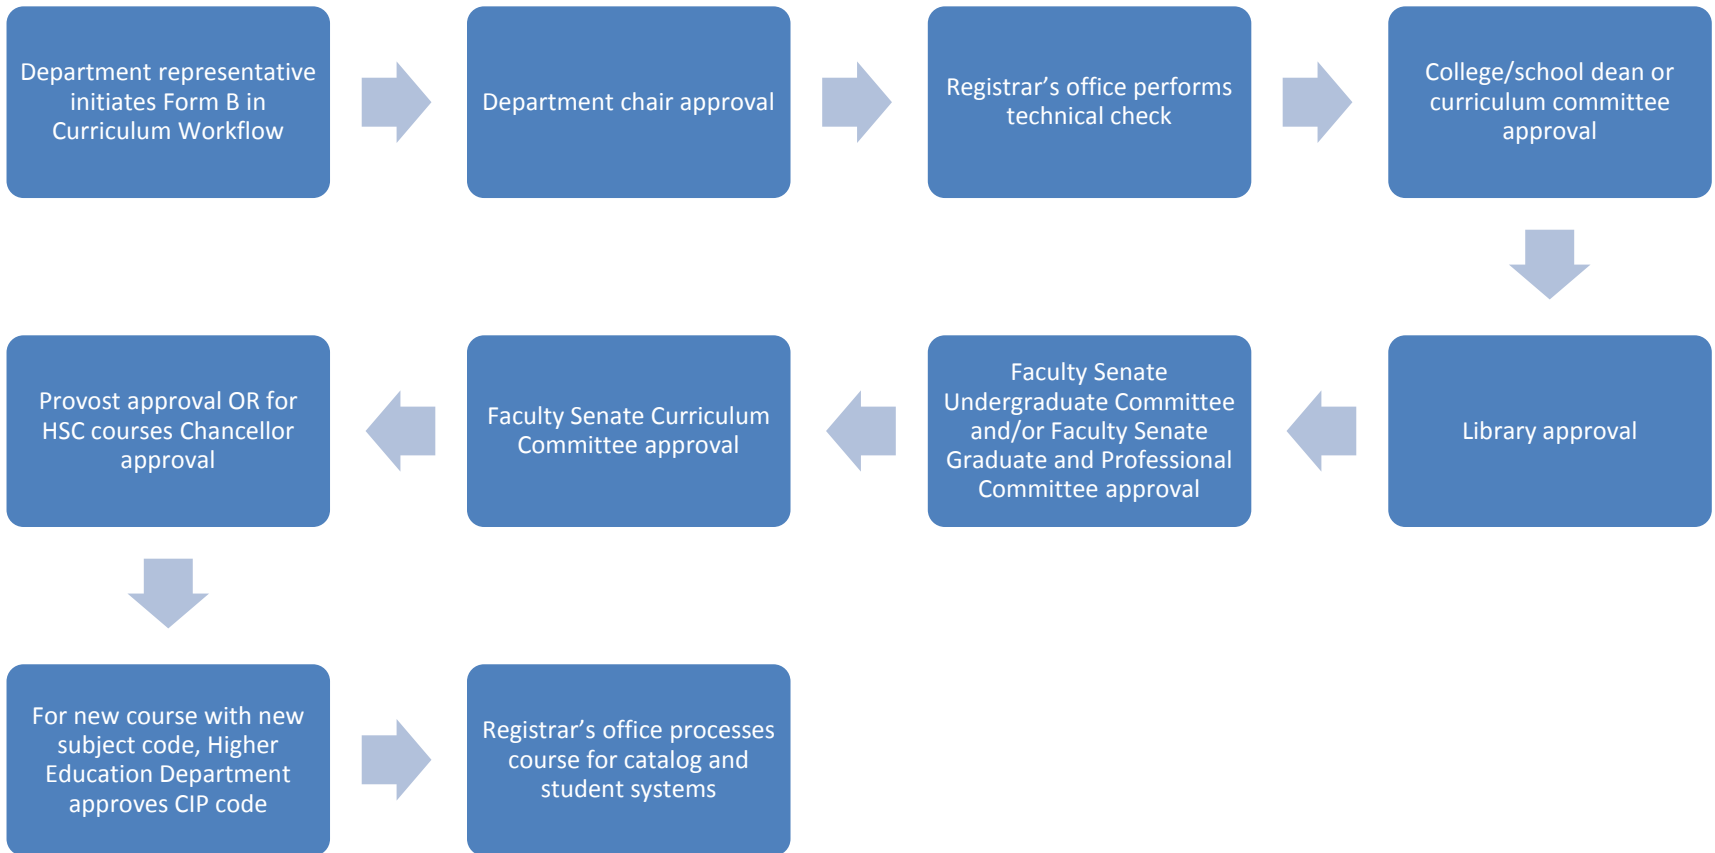 Department representative
initiates Form B in
Curriculum Workflow
Department chair approval
Registrar’s office performs
technical check
College/school dean or
curriculum committee
approval
Library approval
Faculty Senate
Undergraduate Committee
and/or Faculty Senate
Graduate and Professional
Committee approval
Faculty Senate Curriculum
Committee approval
Provost approval OR for
HSC courses Chancellor
approval
For new course with new
subject code, Higher
Education Department
approves CIP code
Registrar’s office processes
course for catalog and
student systems